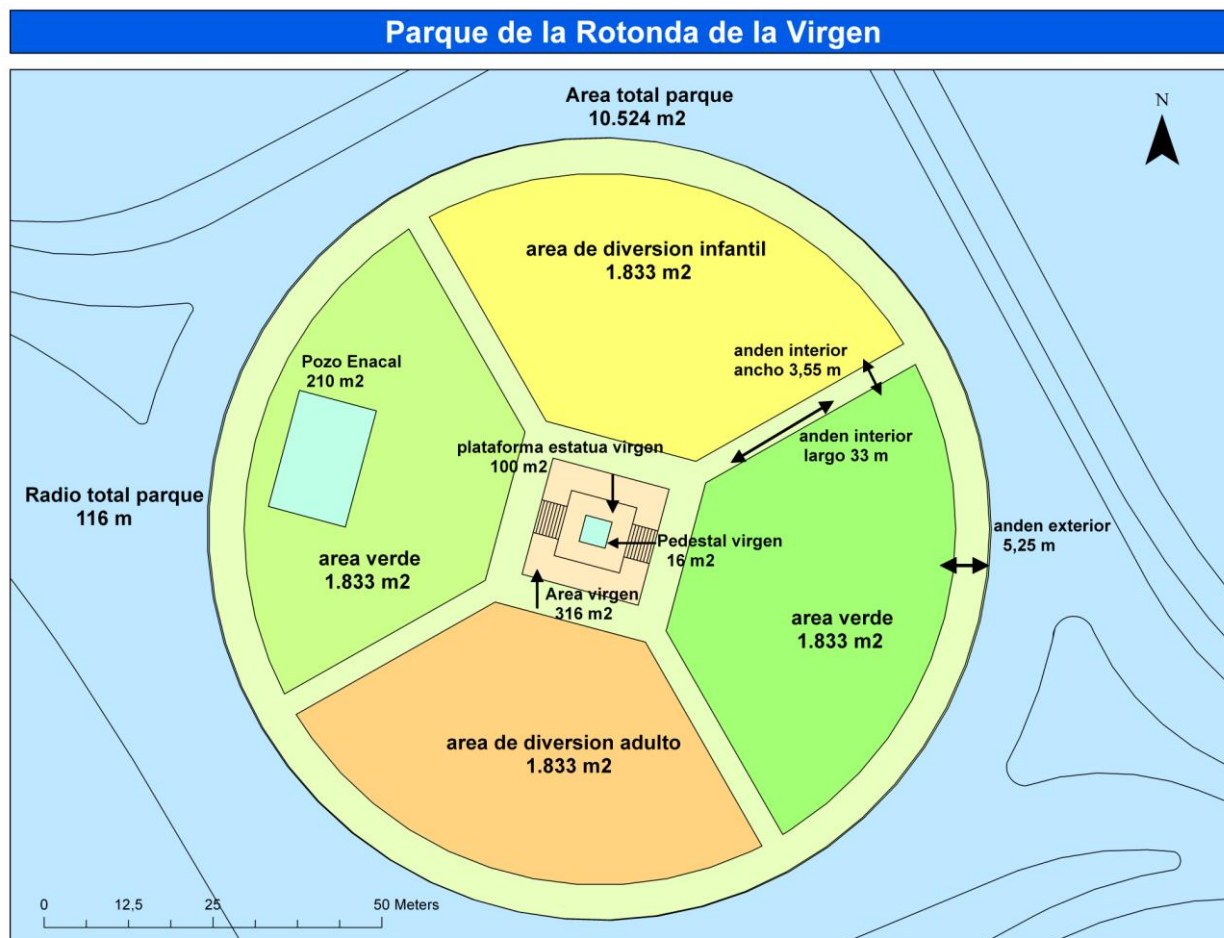 Parque de la Rotonda de la Virgen
Area total parque
10.524 m2
N
area de diversion infantil
1.833 m2
anden interior
ancho 3,55 m
Pozo Enacal
210 m2
anden interior
largo 33 m
plataforma estatua virgen
100 m2
Radio total parque
116 m
anden exterior
5,25 m
Pedestal virgen
16 m2
area verde
1.833 m2
Area virgen
316 m2
area verde
1.833 m2
area de diversion adulto
1.833 m2
0 12,5 25 50 Meters